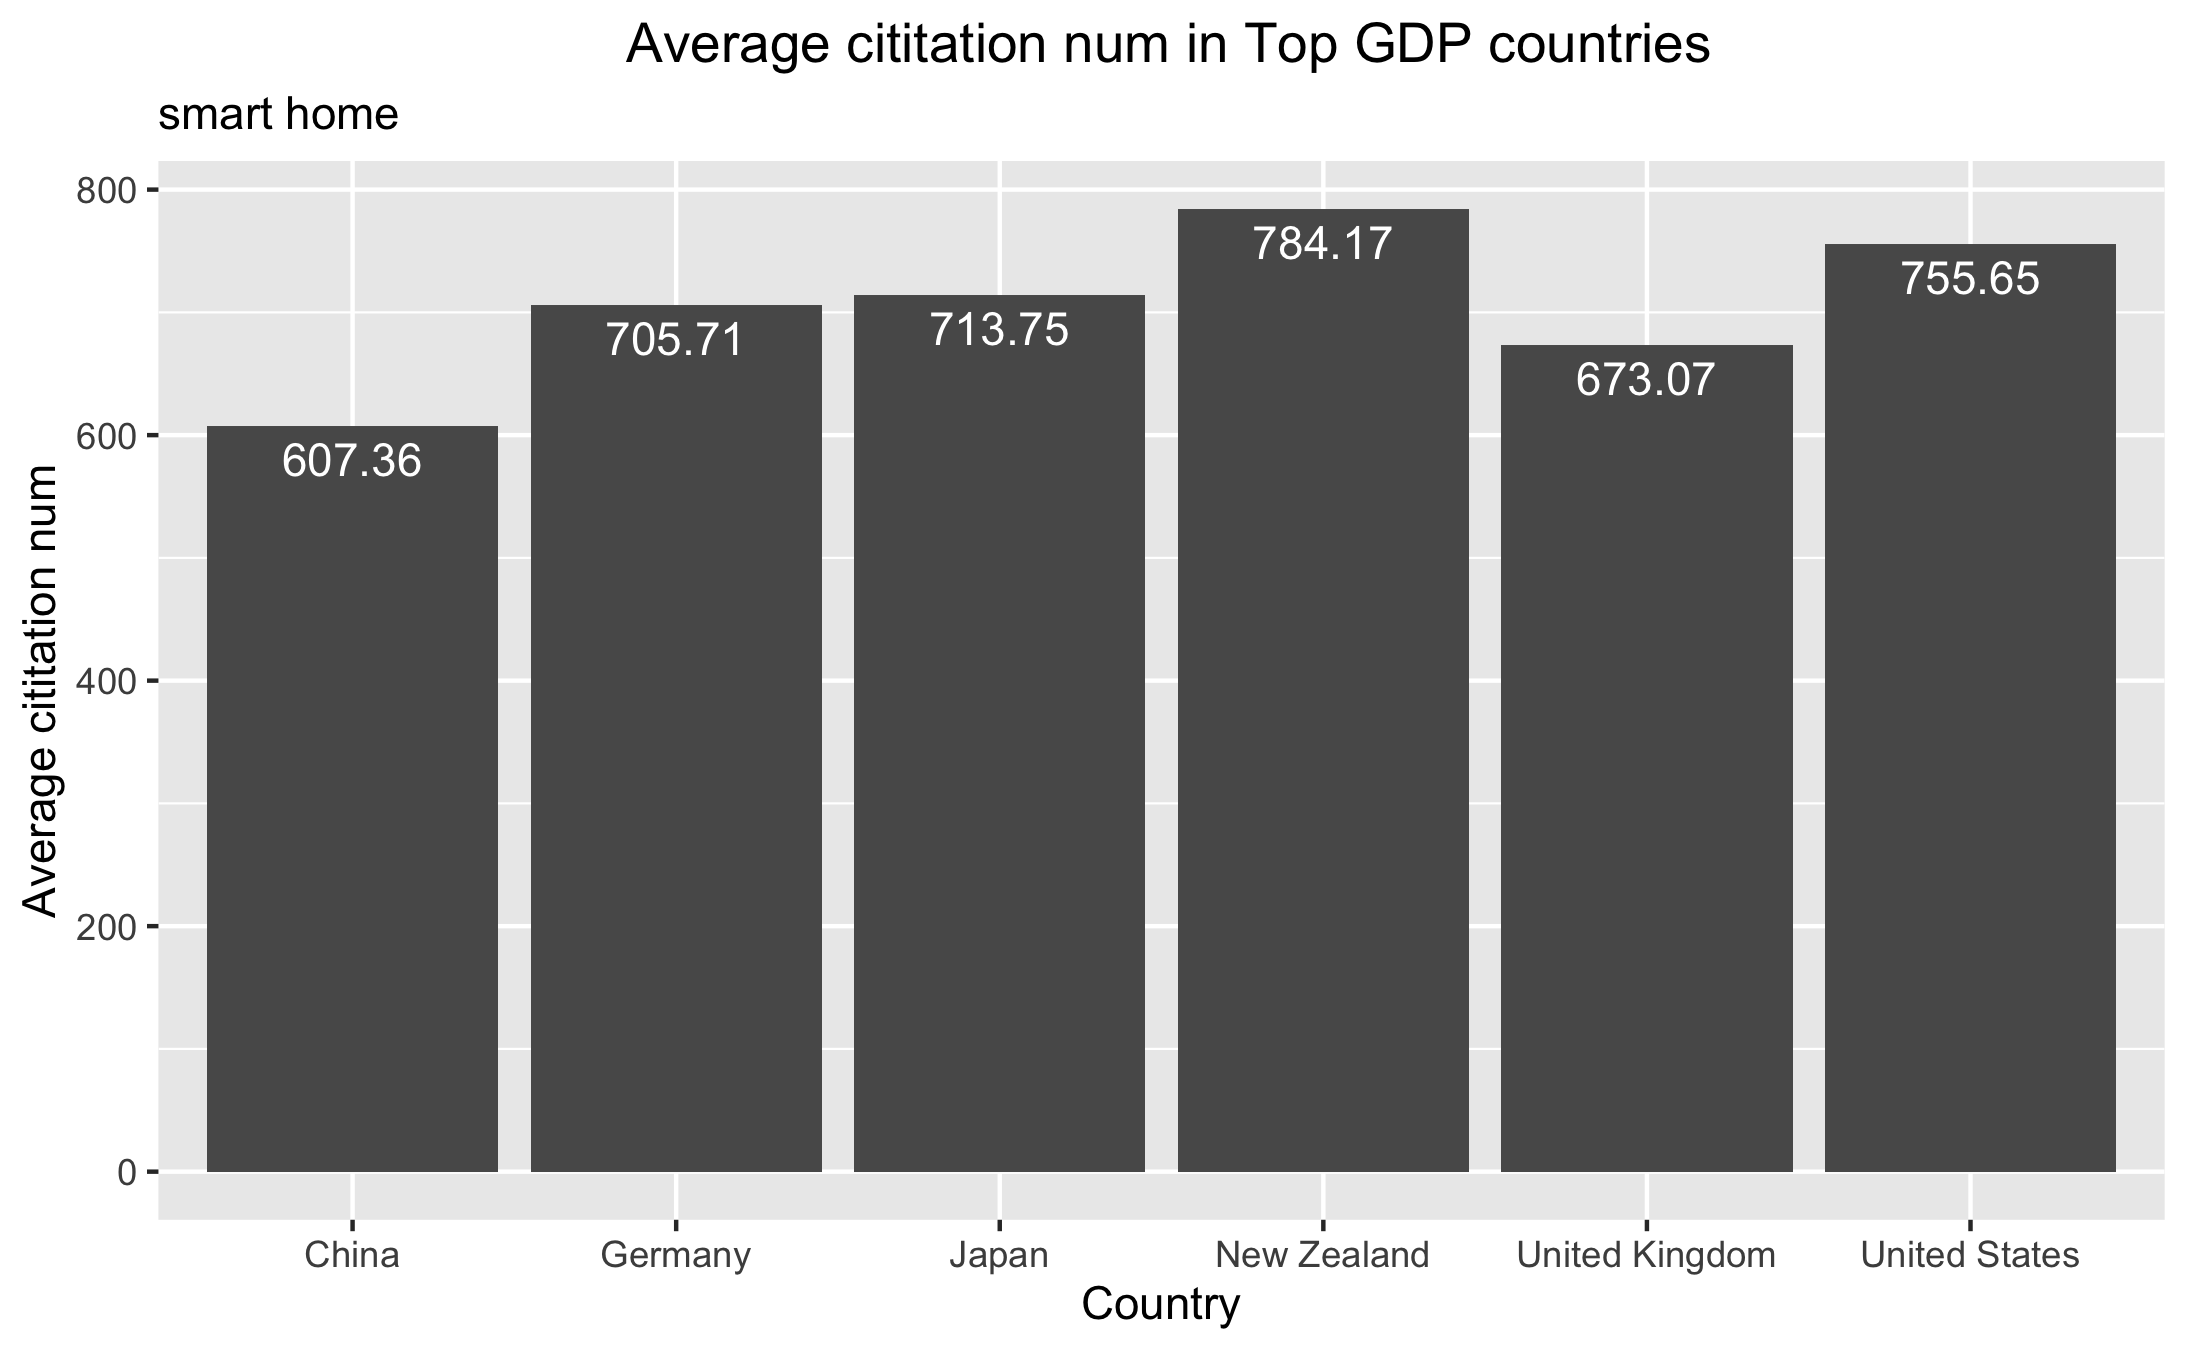 Average cititation num in Top GDP countries
smart home
Average cititation num
800
600
400
200
0
607.36
705.71
713.75
784.17
673.07
755.65
China
Germany
Japan
New Zealand
United Kingdom
United States
Country